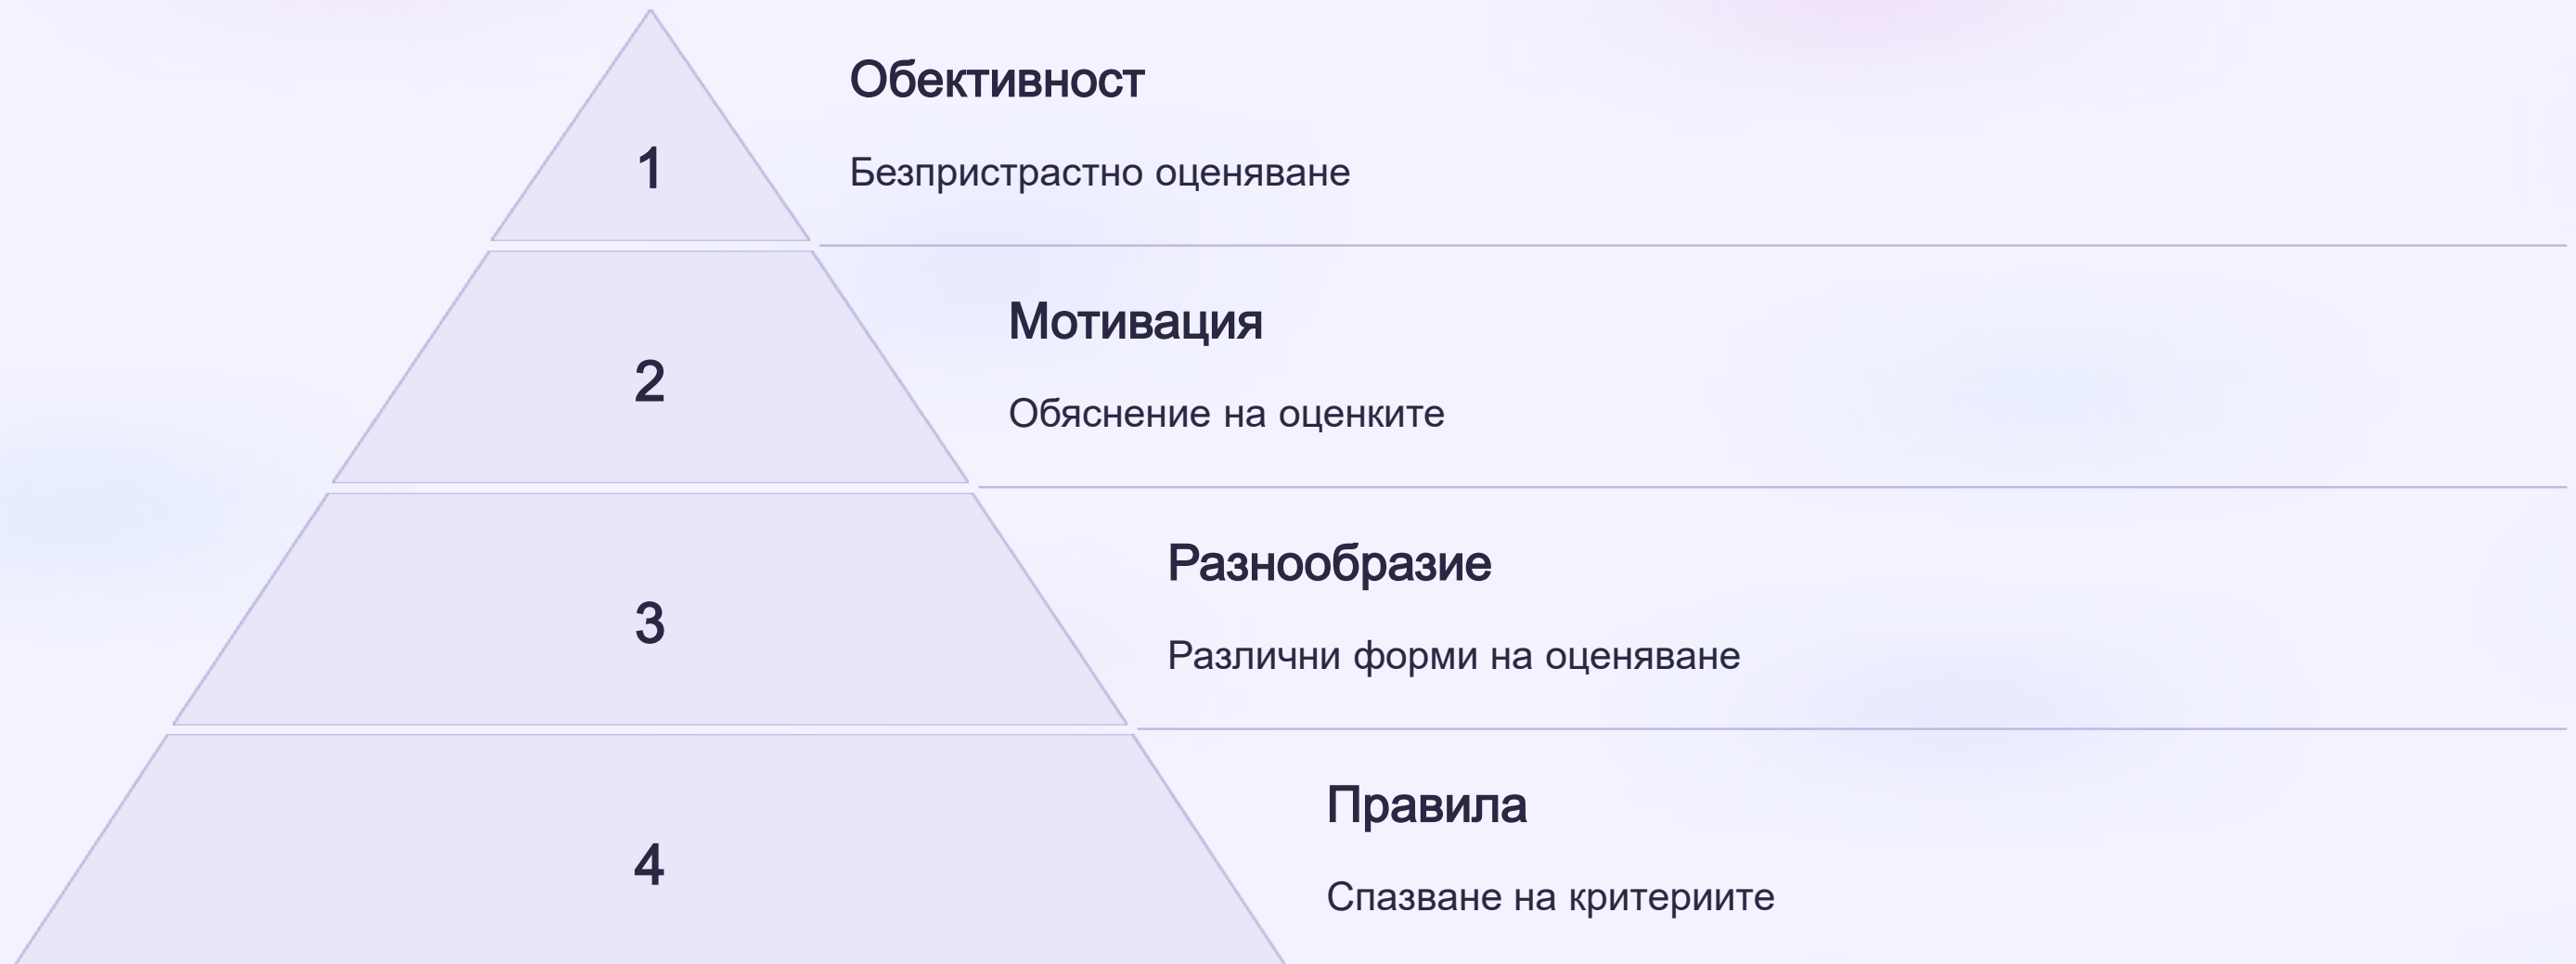 1
Обективност
Безпристрастно оценяване
2
Мотивация
Обяснение на оценките
3
Разнообразие
Различни форми на оценяване
4
Правила
Спазване на критериите